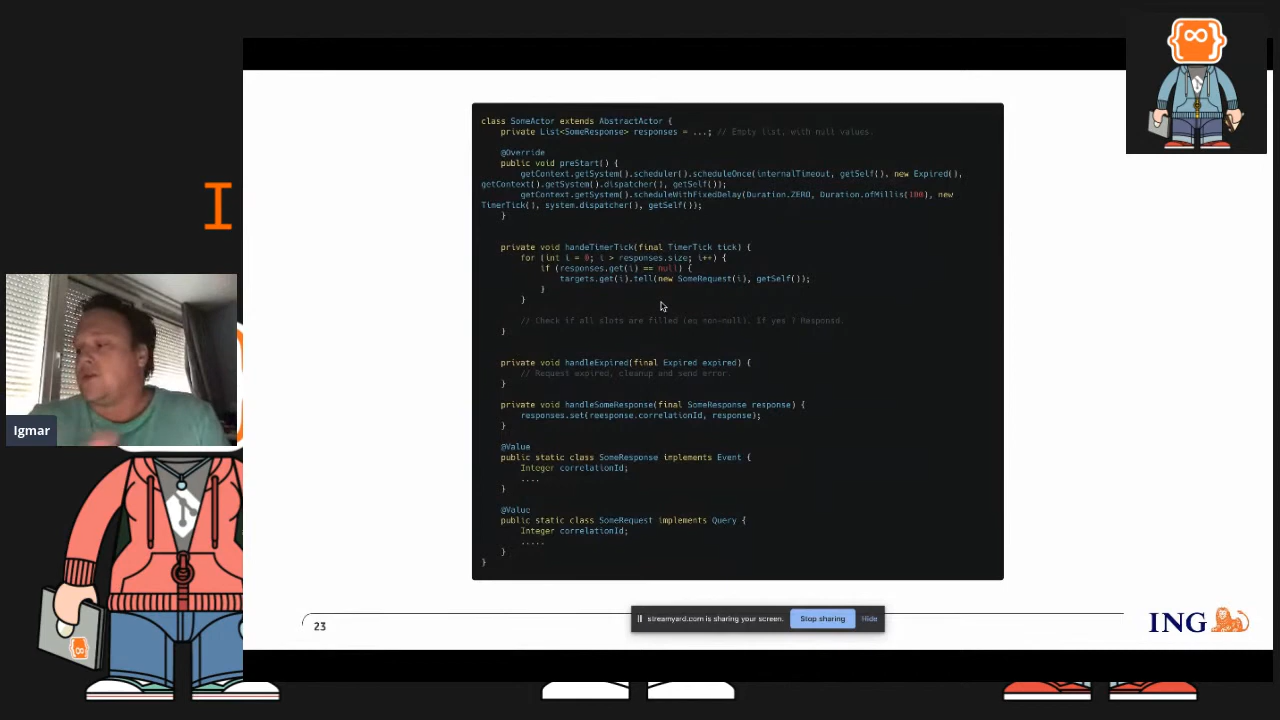 class SomeActor extends AbstractActor {
private List<SomeResponse> responses = ...; // Empty list, with null values.
@Override
public void preStart() {
getContext.getSystem().scheduler().scheduleOnce(internalTimeout, getSelf(), new Expired(),
getContext().getSystem().dispatcher(), getSelf());
getContext.getSystem().scheduleWithFixedDelay(Duration.ZERO, Duration.ofMillis(100), new
TimerTick(), system.dispatcher(), getSelf());
}
private void handeTimerTick(final TimerTick tick) {
for (int i = 0; i > responses.size; i++) {
if (responses.get(i) == null) {
targets.get(i).tell(new SomeRequest(i), getSelf());
}
}
// Check if all slots are filled (eq non-null). If yes ? Respond.
}
private void handleExpired(final Expired expired) {
// Request expired, cleanup and send error.
}
private void handleSomeResponse(final SomeResponse response) {
responses.set(reesponse.correlationId, response);
}
@Value
public static class SomeResponse implements Event {
Integer correlationId;
....
}
@Value
public static class SomeRequest implements Query {
Integer correlationId;
.....
}
}
I
Igmar
23
streamyard.com is sharing your screen.
Stop sharing
Hide
ING